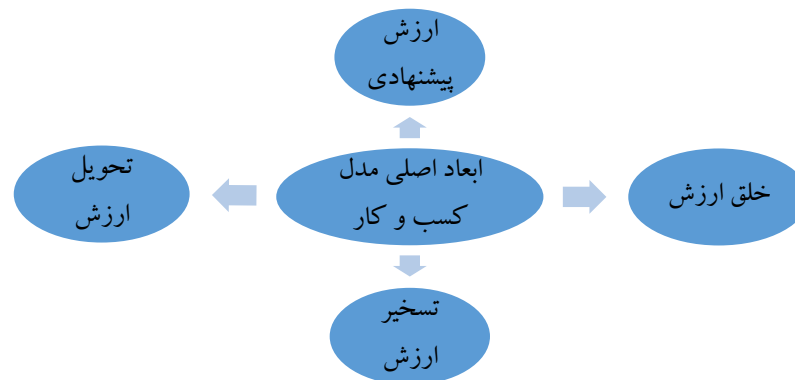 ارزش
پیشنهادی
خلق ارزش
ابعاد اصلی مدل
کسب و کار
تحویل
ارزش
تسخیر
ارزش